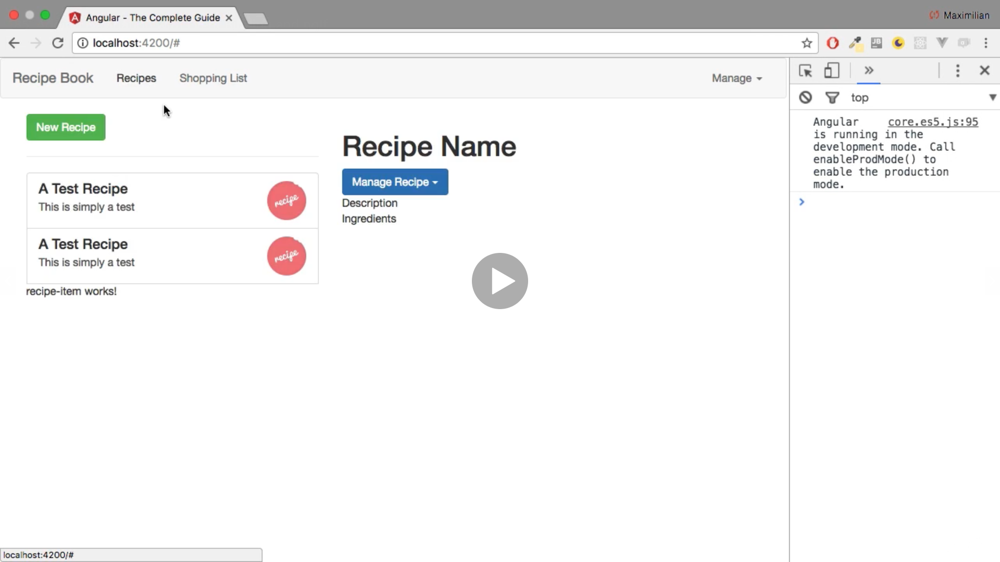 Angular - The Complete Guide
Maximilian
localhost:4200/#
Recipe Book
Recipes
Shopping List
Manage
New Recipe
A Test Recipe
This is simply a test
recipe
A Test Recipe
This is simply a test
recipe
recipe-item works!
Recipe Name
Manage Recipe
Description
Ingredients
JB
top
Angular core.es5.js:95
is running in the
development mode. Call
enableProdMode() to
enable the production
mode.
localhost:4200/#